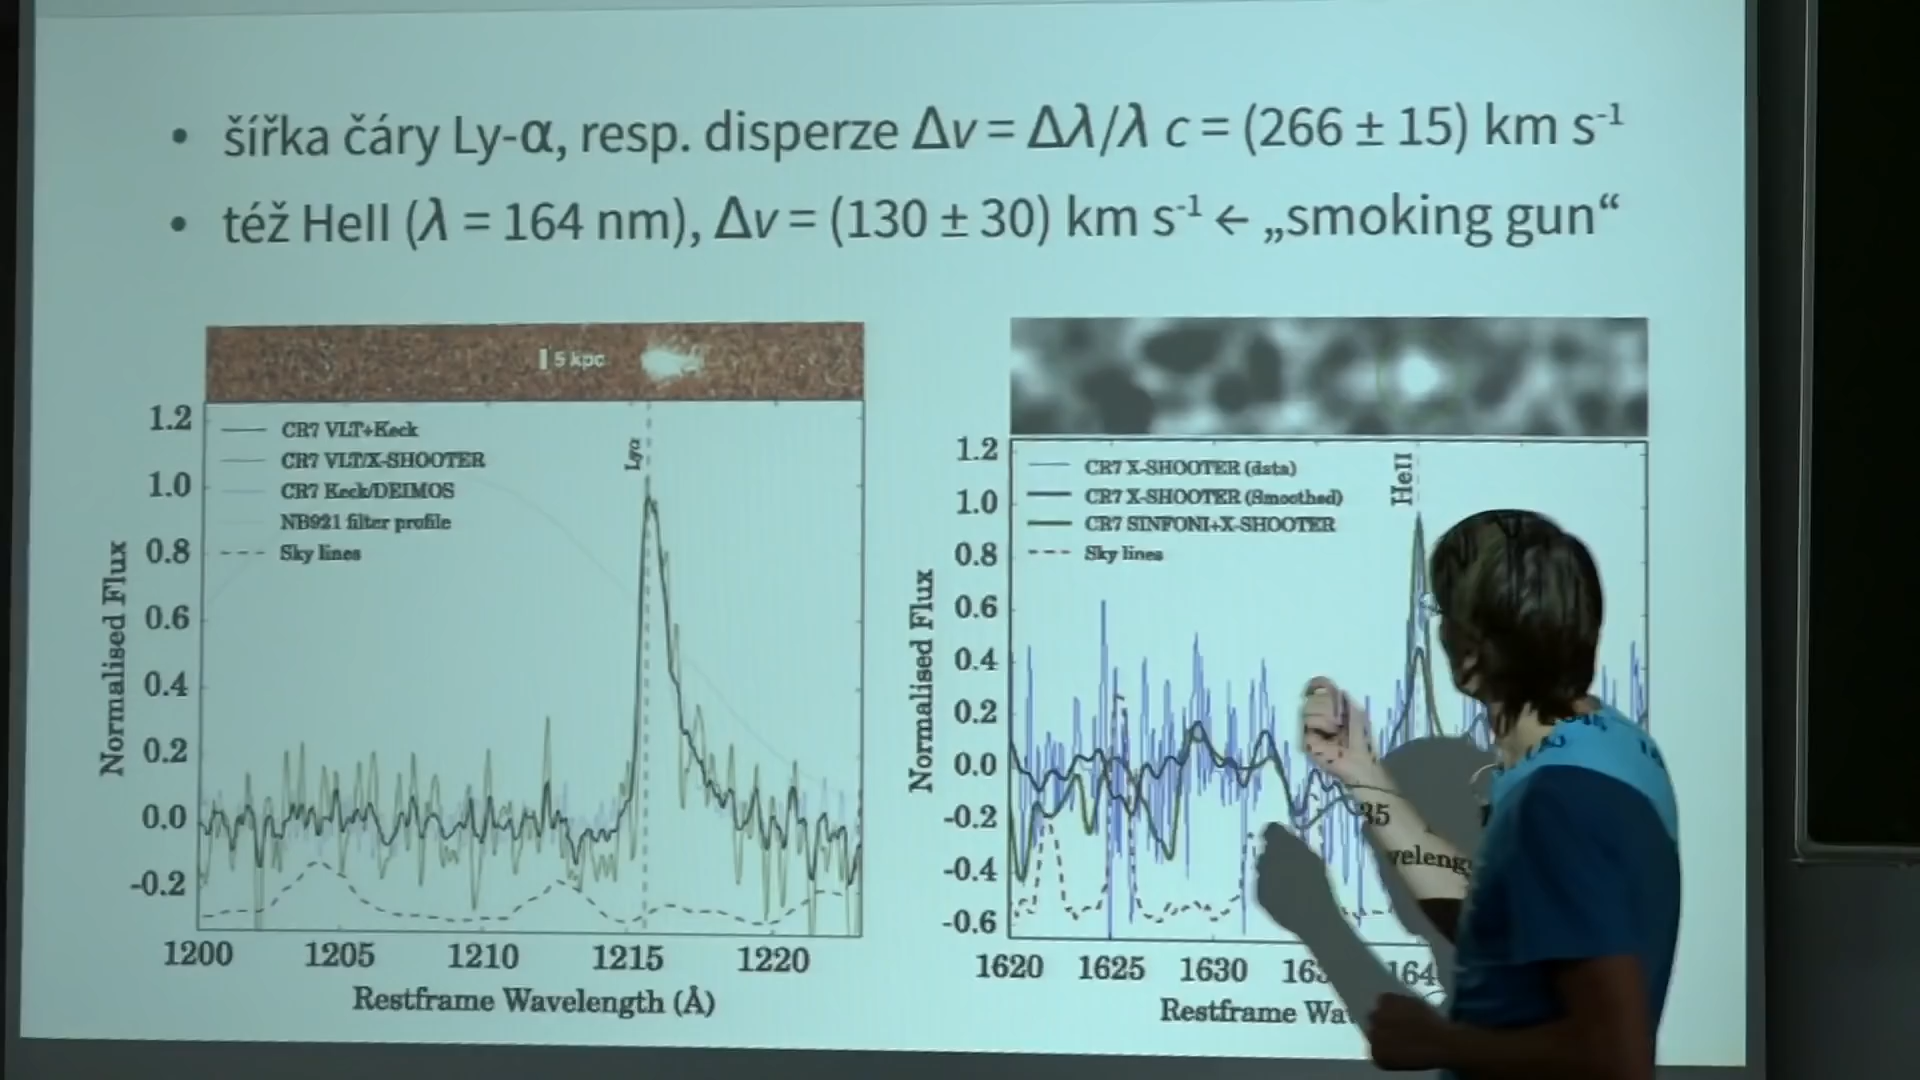 • šířka čáry Ly-α, resp. disperze Δv = Δλ/λ c = (266 ± 15) km s⁻¹
• též HeII (λ = 164 nm), Δv = (130 ± 30) km s⁻¹ ← „smoking gun“
5 kpc
1.2
1.0
0.8
0.6
0.4
0.2
0.0
-0.2
Normalised Flux
CR7 VLT+Keck
CR7 VLT/X-SHOOTER
CR7 Keck/DEIMOS
NB921 filter profile
Sky lines
Lyα
1200 1205 1210 1215 1220
Restframe Wavelength (Å)
1.2
1.0
0.8
0.6
0.4
0.2
0.0
-0.2
-0.4
-0.6
Normalised Flux
CR7 X-SHOOTER (data)
CR7 X-SHOOTER (Smoothed)
CR7 SINFONI+X-SHOOTER
Sky lines
HeII
1620 1625 1630
Restframe